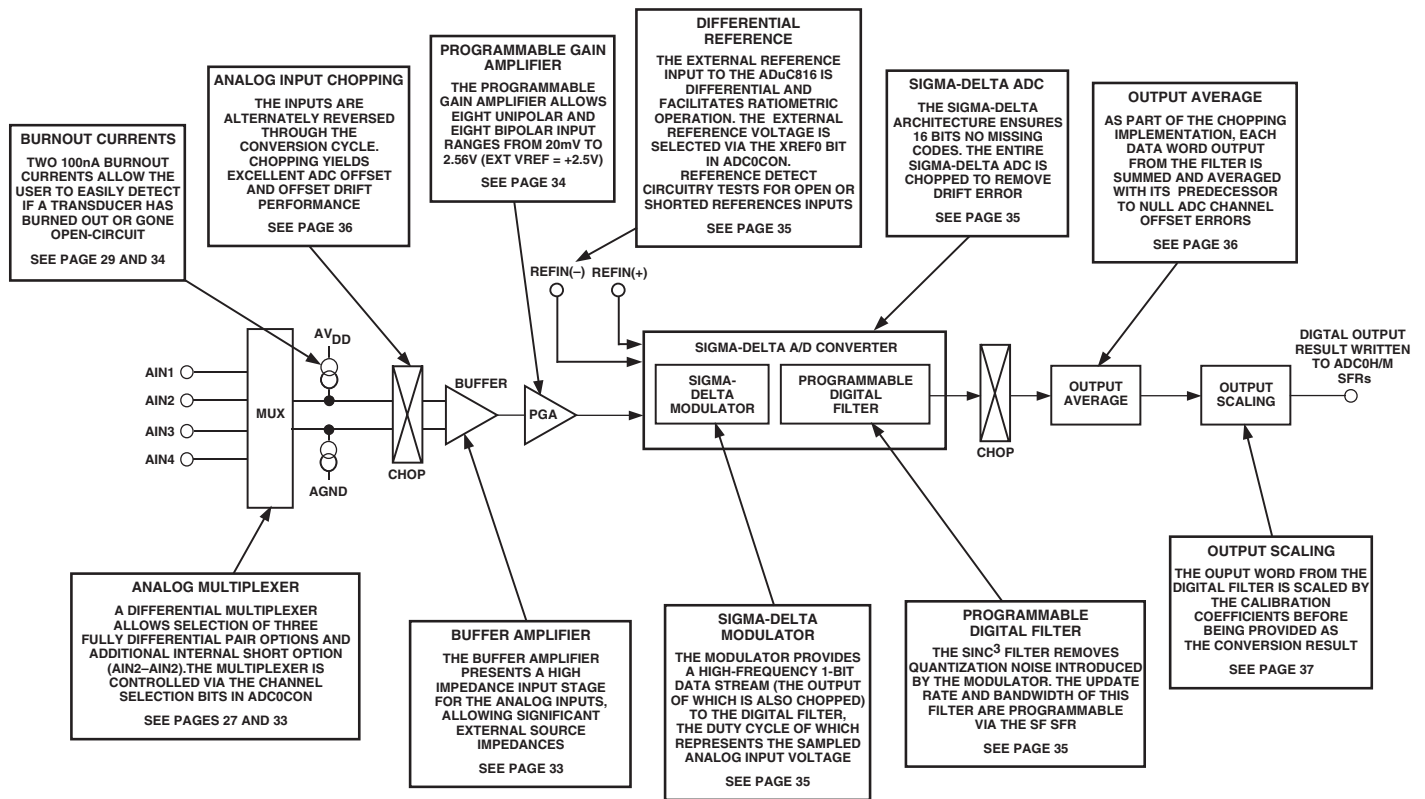 DIFFERENTIAL
REFERENCE
THE EXTERNAL REFERENCE
INPUT TO THE ADuC816 IS
DIFFERENTIAL AND
FACILITATES RATIOMETRIC
OPERATION. THE EXTERNAL
REFERENCE VOLTAGE IS
SELECTED VIA THE XREF0 BIT
IN ADC0CON.
REFERENCE DETECT
CIRCUITRY TESTS FOR OPEN OR
SHORTED REFERENCES INPUTS
SEE PAGE 35
PROGRAMMABLE GAIN
AMPLIFIER
THE PROGRAMMABLE
GAIN AMPLIFIER ALLOWS
EIGHT UNIPOLAR AND
EIGHT BIPOLAR INPUT
RANGES FROM 20mV TO
2.56V (EXT VREF = +2.5V)
SEE PAGE 34
ANALOG INPUT CHOPPING
THE INPUTS ARE
ALTERNATELY REVERSED
THROUGH THE
CONVERSION CYCLE.
CHOPPING YIELDS
EXCELLENT ADC OFFSET
AND OFFSET DRIFT
PERFORMANCE
SEE PAGE 36
SIGMA-DELTA ADC
THE SIGMA-DELTA
ARCHITECTURE ENSURES
16 BITS NO MISSING
CODES. THE ENTIRE
SIGMA-DELTA ADC IS
CHOPPED TO REMOVE
DRIFT ERROR
SEE PAGE 35
OUTPUT AVERAGE
AS PART OF THE CHOPPING
IMPLEMENTATION, EACH
DATA WORD OUTPUT
FROM THE FILTER IS
SUMMED AND AVERAGED
WITH ITS PREDECESSOR
TO NULL ADC CHANNEL
OFFSET ERRORS
SEE PAGE 36
BURNOUT CURRENTS
TWO 100nA BURNOUT
CURRENTS ALLOW THE
USER TO EASILY DETECT
IF A TRANSDUCER HAS
BURNED OUT OR GONE
OPEN-CIRCUIT
SEE PAGE 29 AND 34
REFIN(–) REFIN(+)
AIN1
AIN2
AIN3
AIN4
MUX
AVDD
AGND
CHOP
BUFFER
PGA
SIGMA-DELTA A/D CONVERTER
SIGMA-
DELTA
MODULATOR
PROGRAMMABLE
DIGITAL
FILTER
CHOP
OUTPUT
AVERAGE
OUTPUT
SCALING
DIGTAL OUTPUT
RESULT WRITTEN
TO ADC0H/M
SFRs
ANALOG MULTIPLEXER
A DIFFERENTIAL MULTIPLEXER
ALLOWS SELECTION OF THREE
FULLY DIFFERENTIAL PAIR OPTIONS AND
ADDITIONAL INTERNAL SHORT OPTION
(AIN2–AIN2).THE MULTIPLEXER IS
CONTROLLED VIA THE CHANNEL
SELECTION BITS IN ADC0CON
SEE PAGES 27 AND 33
BUFFER AMPLIFIER
THE BUFFER AMPLIFIER
PRESENTS A HIGH
IMPEDANCE INPUT STAGE
FOR THE ANALOG INPUTS,
ALLOWING SIGNIFICANT
EXTERNAL SOURCE
IMPEDANCES
SEE PAGE 33
SIGMA-DELTA
MODULATOR
THE MODULATOR PROVIDES
A HIGH-FREQUENCY 1-BIT
DATA STREAM (THE OUTPUT
OF WHICH IS ALSO CHOPPED)
TO THE DIGITAL FILTER,
THE DUTY CYCLE OF WHICH
REPRESENTS THE SAMPLED
ANALOG INPUT VOLTAGE
SEE PAGE 35
PROGRAMMABLE
DIGITAL FILTER
THE SINC3 FILTER REMOVES
QUANTIZATION NOISE INTRODUCED
BY THE MODULATOR. THE UPDATE
RATE AND BANDWIDTH OF THIS
FILTER ARE PROGRAMMABLE
VIA THE SF SFR
SEE PAGE 35
OUTPUT SCALING
THE OUPUT WORD FROM THE
DIGITAL FILTER IS SCALED BY
THE CALIBRATION
COEFFICIENTS BEFORE
BEING PROVIDED AS
THE CONVERSION RESULT
SEE PAGE 37